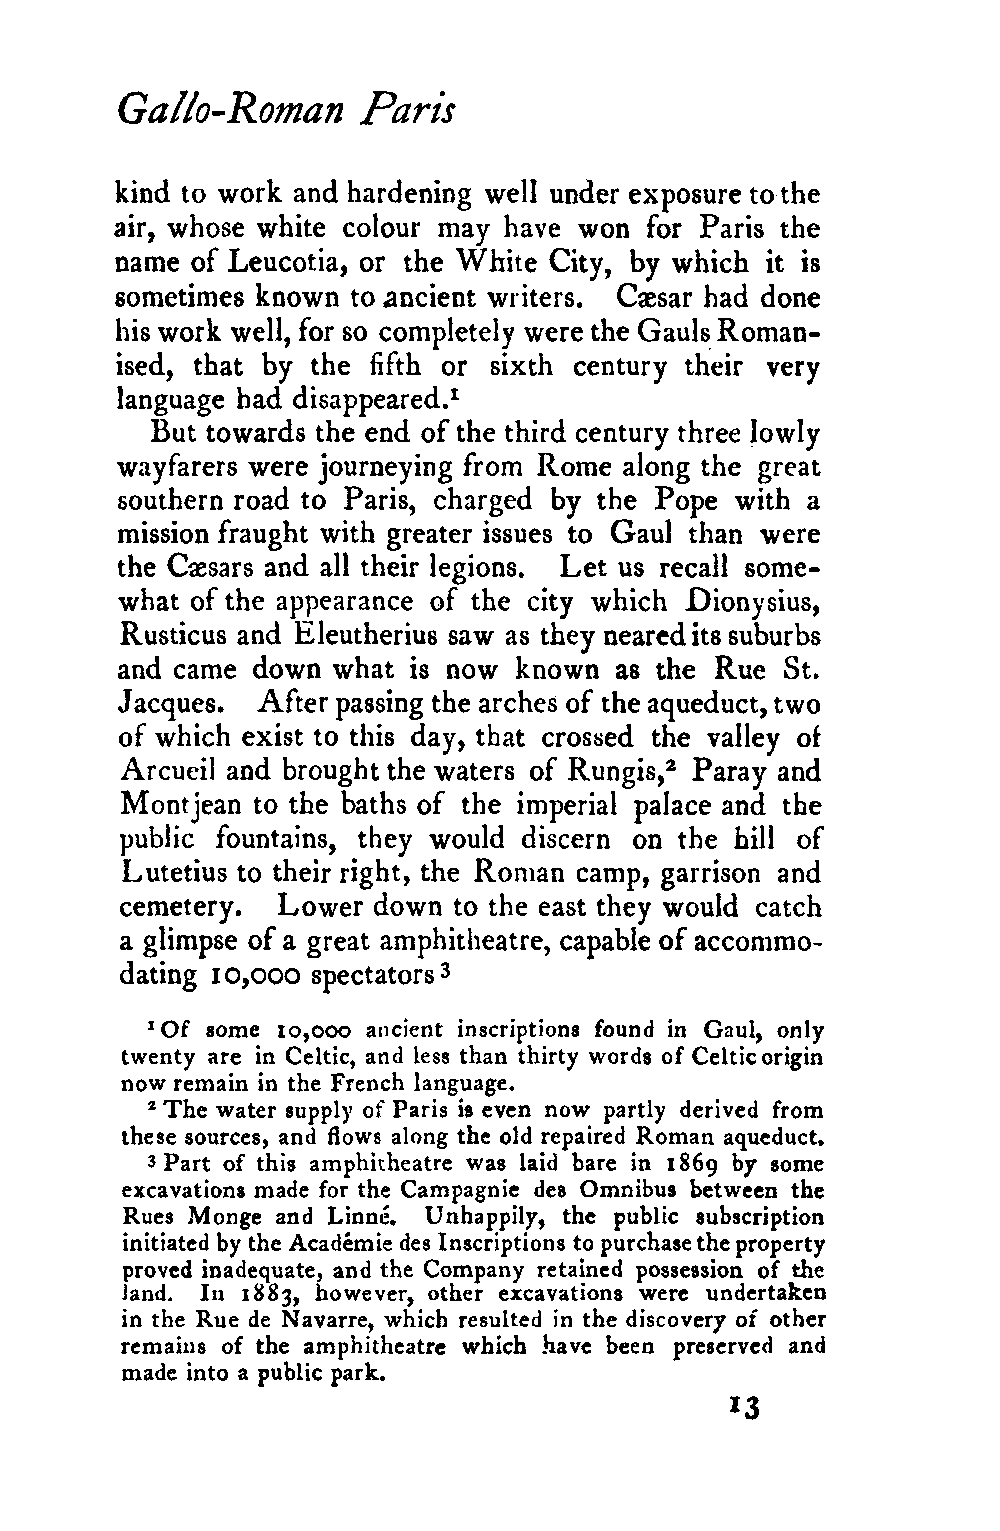 Gallo-Roman Paris
kind to work and hardening well under exposure to the
air, whose white colour may have won for Paris the
name of Leucotia, or the White City, by which it is
sometimes known to ancient writers. Cæsar had done
his work well, for so completely were the Gauls Roman-
ised, that by the fifth or sixth century their very
language had disappeared.¹
But towards the end of the third century three lowly
wayfarers were journeying from Rome along the great
southern road to Paris, charged by the Pope with a
mission fraught with greater issues to Gaul than were
the Cæsars and all their legions. Let us recall some-
what of the appearance of the city which Dionysius,
Rusticus and Eleutherius saw as they neared its suburbs
and came down what is now known as the Rue St.
Jacques. After passing the arches of the aqueduct, two
of which exist to this day, that crossed the valley of
Arcueil and brought the waters of Rungis,² Paray and
Montjean to the baths of the imperial palace and the
public fountains, they would discern on the hill of
Lutetius to their right, the Roman camp, garrison and
cemetery. Lower down to the east they would catch
a glimpse of a great amphitheatre, capable of accommo-
dating 10,000 spectators ³
¹ Of some 10,000 ancient inscriptions found in Gaul, only
twenty are in Celtic, and less than thirty words of Celtic origin
now remain in the French language.
² The water supply of Paris is even now partly derived from
these sources, and flows along the old repaired Roman aqueduct.
³ Part of this amphitheatre was laid bare in 1869 by some
excavations made for the Campagnie des Omnibus between the
Rues Monge and Linné. Unhappily, the public subscription
initiated by the Académie des Inscriptions to purchase the property
proved inadequate, and the Company retained possession of the
land. In 1883, however, other excavations were undertaken
in the Rue de Navarre, which resulted in the discovery of other
remains of the amphitheatre which have been preserved and
made into a public park.
13